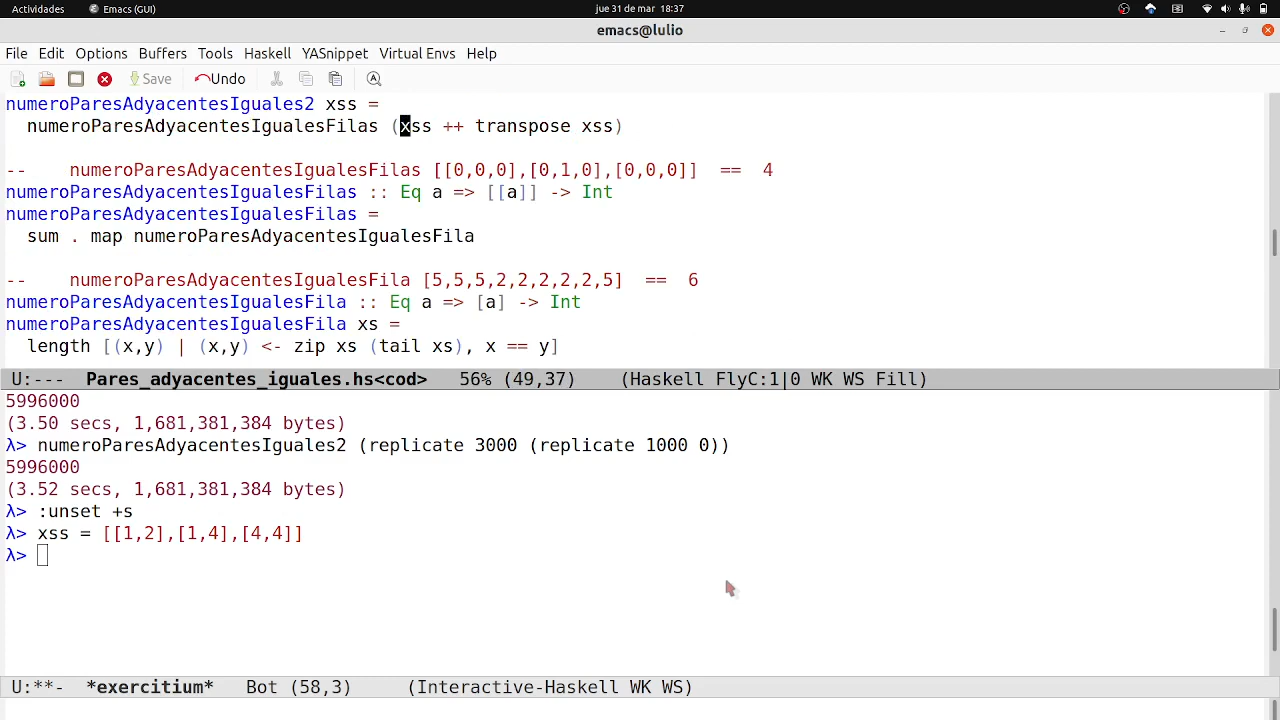 Actividades Emacs (GUI) jue 31 de mar 18:37
emacs@lulio
File Edit Options Buffers Tools Haskell YASnippet Virtual Envs Help
Save Undo
numeroParesAdyacentesIguales2 xss =
  numeroParesAdyacentesIgualesFilas (xss ++ transpose xss)
--    numeroParesAdyacentesIgualesFilas [[0,0,0],[0,1,0],[0,0,0]]  ==  4
numeroParesAdyacentesIgualesFilas :: Eq a => [[a]] -> Int
numeroParesAdyacentesIgualesFilas =
  sum . map numeroParesAdyacentesIgualesFila
--    numeroParesAdyacentesIgualesFila [5,5,5,2,2,2,2,2,5]  ==  6
numeroParesAdyacentesIgualesFila :: Eq a => [a] -> Int
numeroParesAdyacentesIgualesFila xs =
  length [(x,y) | (x,y) <- zip xs (tail xs), x == y]
U:---  Pares_adyacentes_iguales.hs<cod>   56% (49,37)    (Haskell FlyC:1|0 WK WS Fill)
5996000
(3.50 secs, 1,681,381,384 bytes)
λ> numeroParesAdyacentesIguales2 (replicate 3000 (replicate 1000 0))
5996000
(3.52 secs, 1,681,381,384 bytes)
λ> :unset +s
λ> xss = [[1,2],[1,4],[4,4]]
λ>
U:**-  *exercitium*   Bot (58,3)     (Interactive-Haskell WK WS)